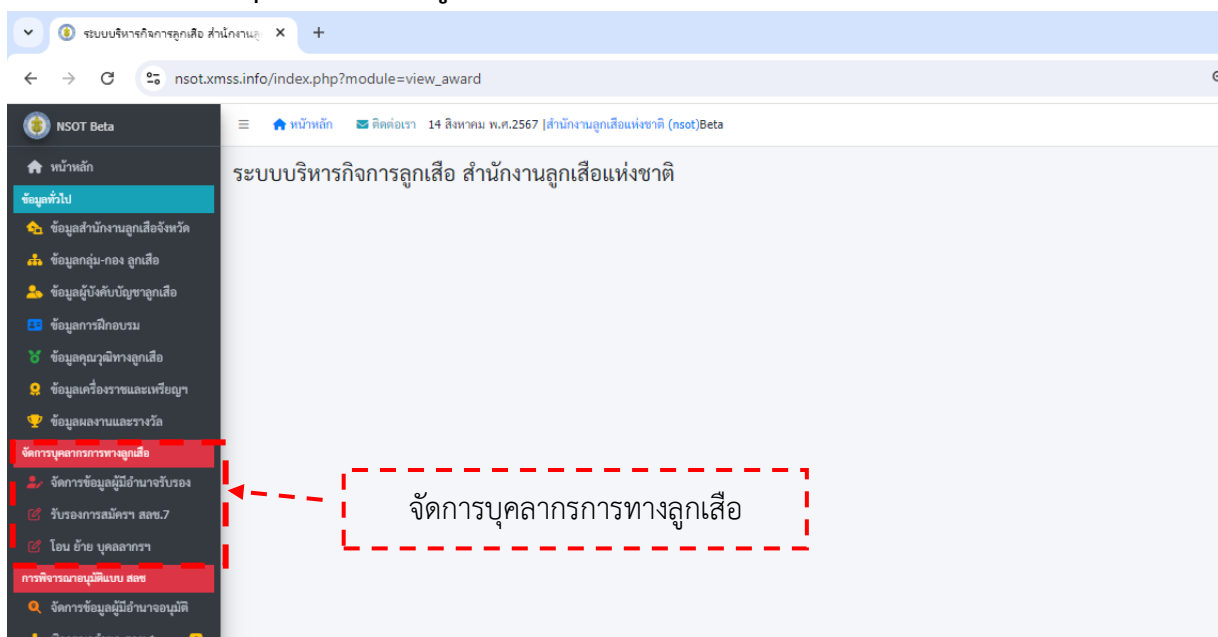 ระบบบริหารกิจการลูกเสือ สำนักงานลู
nsot.xmss.info/index.php?module=view_award
NSOT Beta
หน้าหลัก ติดต่อเรา 14 สิงหาคม พ.ศ.2567 |สำนักงานลูกเสือแห่งชาติ (nsot)Beta
หน้าหลัก
ระบบบริหารกิจการลูกเสือ สำนักงานลูกเสือแห่งชาติ
ข้อมูลทั่วไป
ข้อมูลสำนักงานลูกเสือจังหวัด
ข้อมูลกลุ่ม-กอง ลูกเสือ
ข้อมูลผู้บังคับบัญชาลูกเสือ
ข้อมูลการฝึกอบรม
ข้อมูลคุณวุฒิทางลูกเสือ
ข้อมูลเครื่องราชและเหรียญฯ
ข้อมูลผลงานและรางวัล
จัดการบุคลากรการทางลูกเสือ
จัดการข้อมูลผู้มีอำนาจรับรอง
จัดการบุคลากรการทางลูกเสือ
รับรองการสมัครฯ สลช.7
โอน ย้าย บุคลลากรฯ
การพิจารณาอนุมัติแบบ สลช
จัดการข้อมูลผู้มีอำนาจอนุมัติ